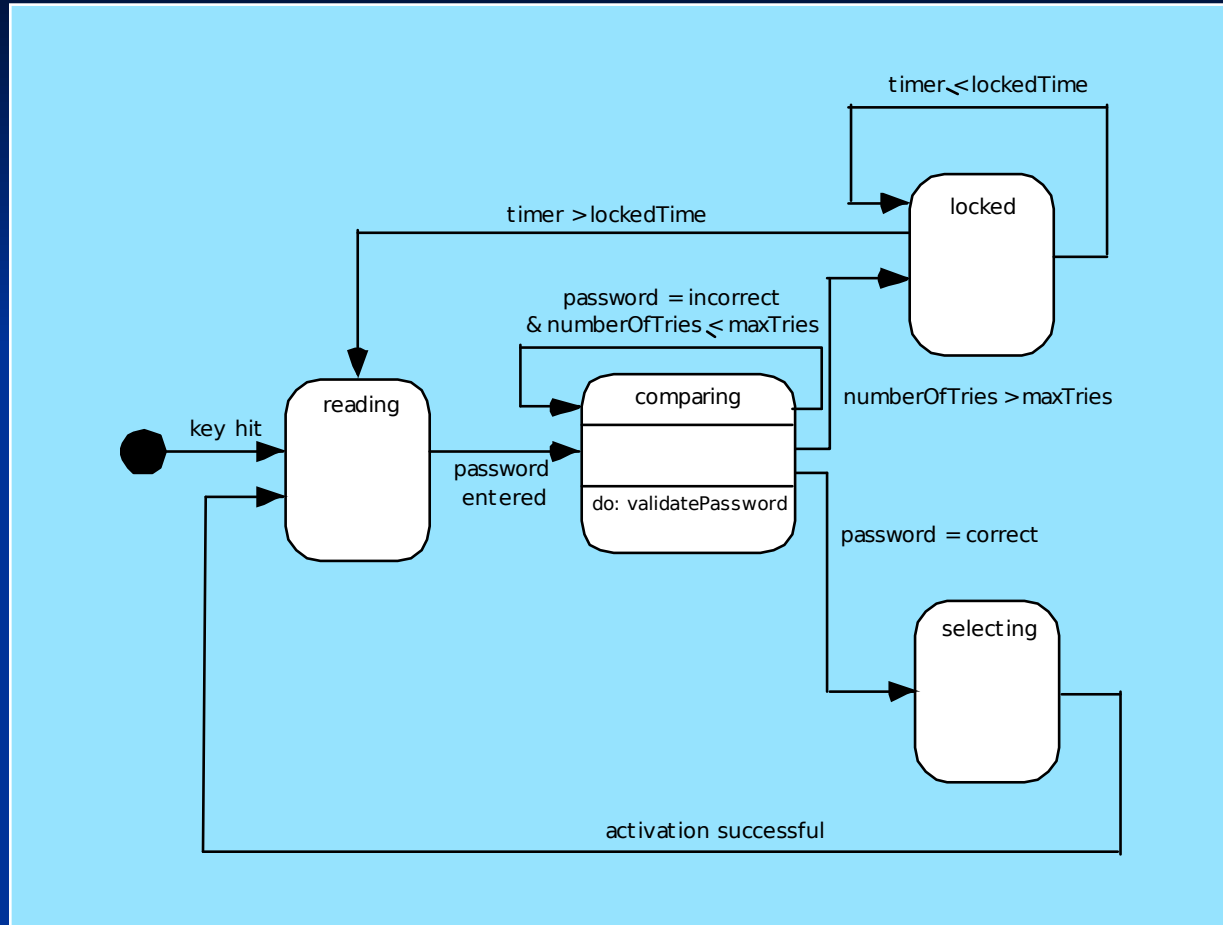 timer < lockedTime
locked
timer > lockedTime
password = incorrect
& numberOfTries < maxTries
comparing
numberOfTries > maxTries
reading
key hit
password
entered
do: validatePassword
password = correct
selecting
activation successful